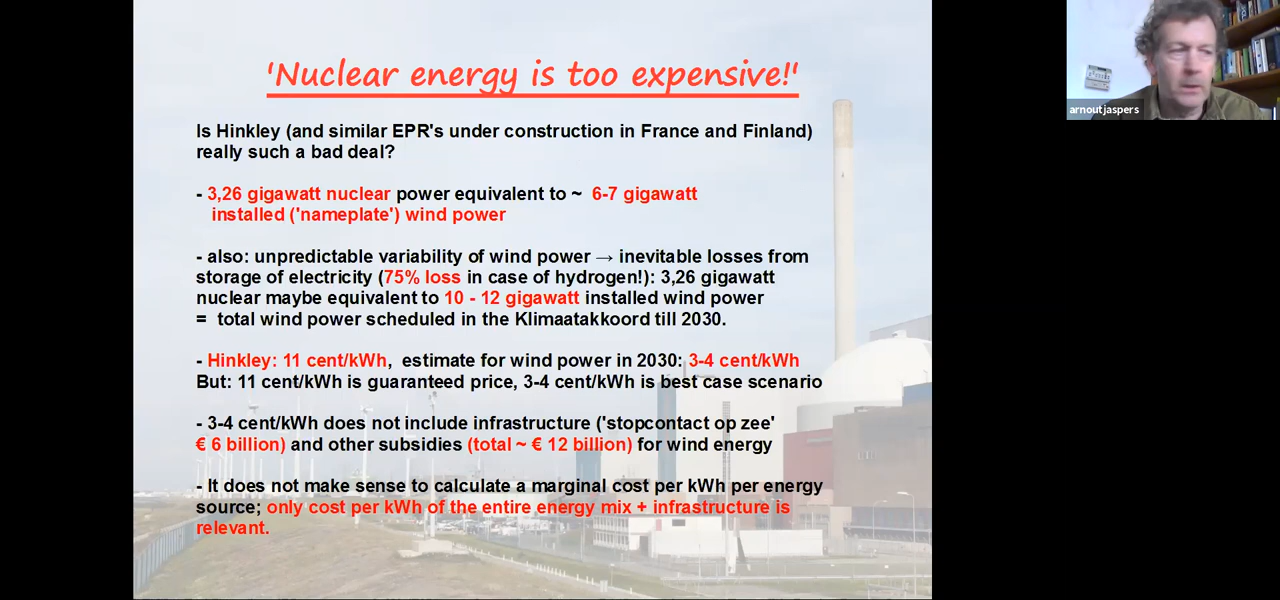 'Nuclear energy is too expensive!'
Is Hinkley (and similar EPR's under construction in France and Finland)
really such a bad deal?
- 3,26 gigawatt nuclear power equivalent to ~ 6-7 gigawatt
installed ('nameplate') wind power
- also: unpredictable variability of wind power → inevitable losses from
storage of electricity (75% loss in case of hydrogen!): 3,26 gigawatt
nuclear maybe equivalent to 10 - 12 gigawatt installed wind power
= total wind power scheduled in the Klimaatakkoord till 2030.
- Hinkley: 11 cent/kWh, estimate for wind power in 2030: 3-4 cent/kWh
But: 11 cent/kWh is guaranteed price, 3-4 cent/kWh is best case scenario
- 3-4 cent/kWh does not include infrastructure ('stopcontact op zee'
€ 6 billion) and other subsidies (total ~ € 12 billion) for wind energy
- It does not make sense to calculate a marginal cost per kWh per energy
source; only cost per kWh of the entire energy mix + infrastructure is
relevant.
arnout jaspers